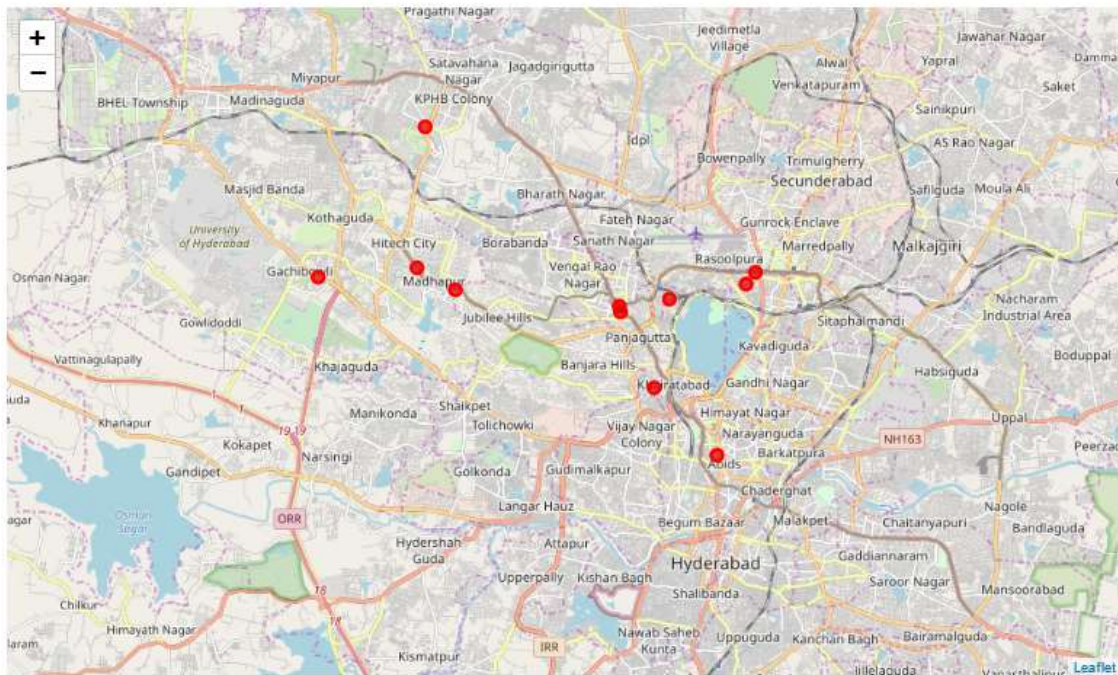 Pragathi Nagar
Jeedimetla
Village
Jawahar Nagar
+
Satavahana
Nagar
Jagadgirigutta
Alwal
Yapral
−
Miyapur
Venkatapuram
Saket
BHEL Township
Madinaguda
KPHB Colony
Sainikpuri
Idpl
AS Rao Nagar
Bowenpally
Trimulgherry
Secunderabad
Safilguda
Moula Ali
Masjid Banda
Bharath Nagar
Kothaguda
Fateh Nagar
Gunrock Enclave
University
of Hyderabad
Hitech City
Borabanda
Sanath Nagar
Marredpally
Malkajgiri
Rasoolpura
Osman Nagar
Gachibowli
Madhapur
Vengal Rao
Nagar
Nacharam
Industrial Area
Gowlidoddi
Jubilee Hills
Sitaphalmandi
Panjagutta
Kavadiguda
Vattinagulapally
Khajaguda
Banjara Hills
Boduppal
Habsiguda
Khairatabad
Gandhi Nagar
Manikonda
Shaikpet
Himayat Nagar
Uppal
Khanapur
Tolichowki
Vijay Nagar
Colony
Narayanguda
NH163
19
19
Kokapet
Narsingi
Barkatpura
Gandipet
Golkonda
Gudimalkapur
Abids
Chaderghat
Osman
Sagar
ORR
Langar Hauz
Nagole
Begum Bazaar
Malakpet
Chaitanyapuri
Bandlaguda
Hydershah
Guda
Attapur
Gaddiannaram
Hyderabad
Upperpally
Kishan Bagh
Saroor Nagar
Mansoorabad
18
Shalibanda
Chilkur
Himayath Nagar
18
Nawab Saheb
Kunta
Uppuguda
Kanchan Bagh
Bairamalguda
IRR
Kismatpur
Leaflet